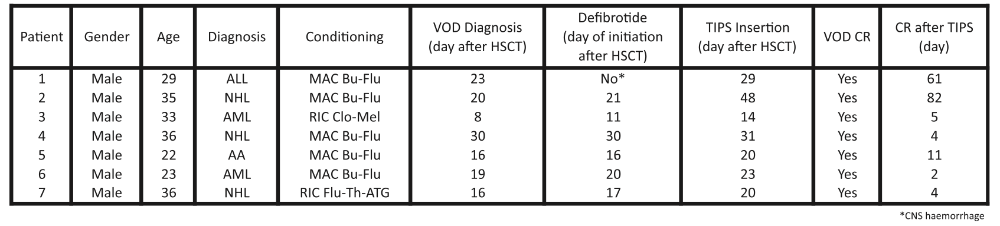 Patient Gender Age Diagnosis Conditioning VOD Diagnosis (day after HSCT) Defibrotide (day of initiation after HSCT) TIPS Insertion (day after HSCT) VOD CR CR after TIPS (day)
1 Male 29 ALL MAC Bu-Flu 23 No* 29 Yes 61
2 Male 35 NHL MAC Bu-Flu 20 21 48 Yes 82
3 Male 33 AML RIC Clo-Mel 8 11 14 Yes 5
4 Male 36 NHL MAC Bu-Flu 30 30 31 Yes 4
5 Male 22 AA MAC Bu-Flu 16 16 20 Yes 11
6 Male 23 AML MAC Bu-Flu 19 20 23 Yes 2
7 Male 36 NHL RIC Flu-Th-ATG 16 17 20 Yes 4
*CNS haemorrhage